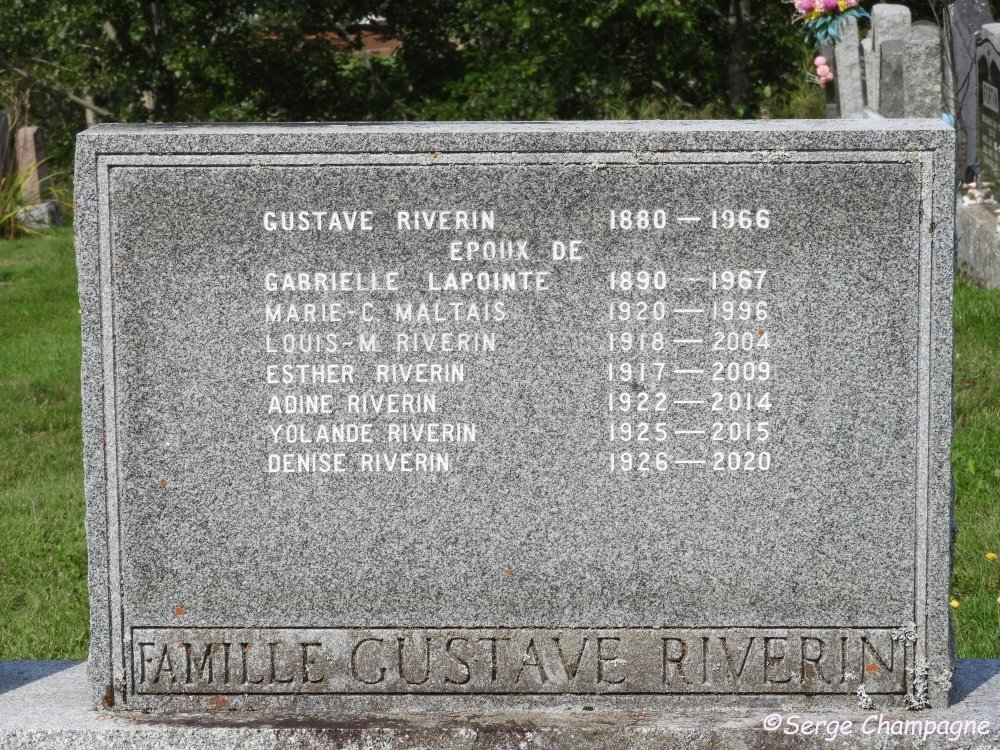 GUSTAVE RIVERIN 1880 — 1966
EPOUX DE
GABRIELLE LAPOINTE 1890 — 1967
MARIE-C. MALTAIS 1920 — 1996
LOUIS-M. RIVERIN 1918 — 2004
ESTHER RIVERIN 1917 — 2009
ADINE RIVERIN 1922 — 2014
YOLANDE RIVERIN 1925 — 2015
DENISE RIVERIN 1926 — 2020
FAMILLE GUSTAVE RIVERIN
©Serge Champagne